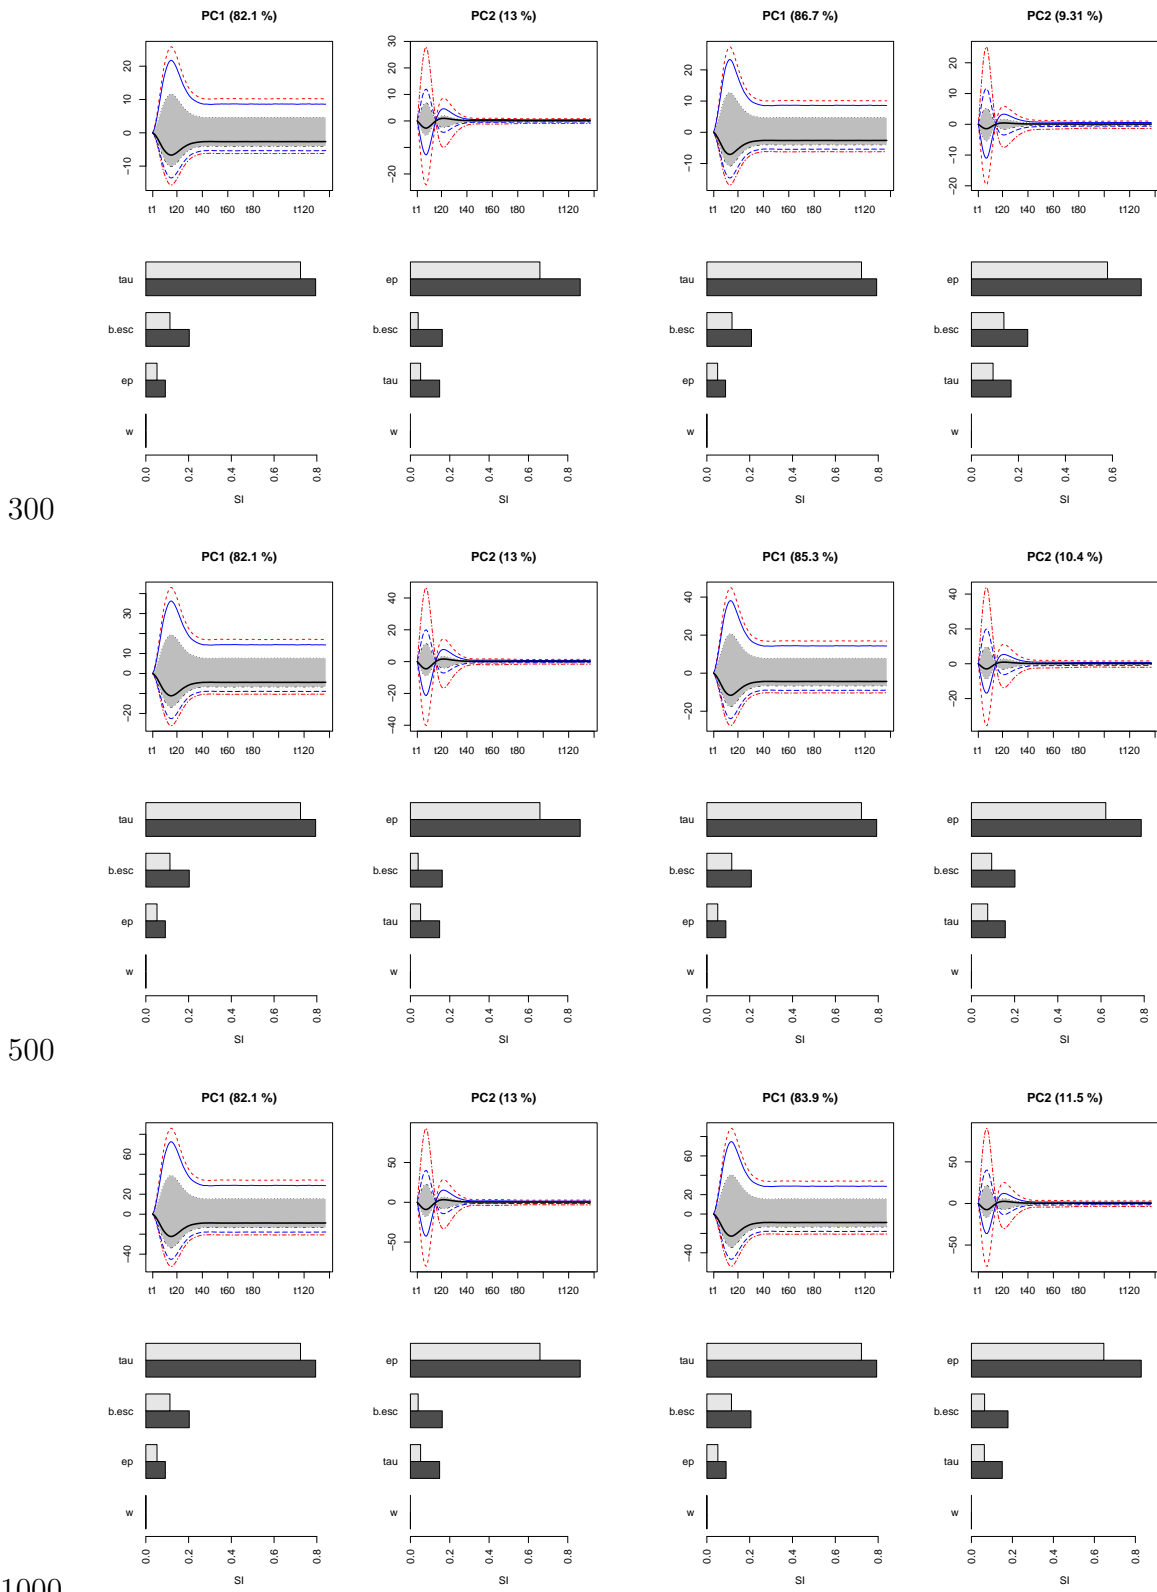 PC1 (82.1 %) PC2 (13 %) PC1 (86.7 %) PC2 (9.31 %)
−10 0 10 20
−20 0 10 20 30
−10 0 10 20
−20 −10 0 10 20
t1 t20 t40 t60 t80 t120
t1 t20 t40 t60 t80 t120
t1 t20 t40 t60 t80 t120
t1 t20 t40 t60 t80 t120
tau ep tau ep
b.esc b.esc b.esc b.esc
ep tau ep tau
w w w w
0.0 0.2 0.4 0.6 0.8
0.0 0.2 0.4 0.6 0.8
0.0 0.2 0.4 0.6 0.8
0.0 0.2 0.4 0.6
SI SI SI SI
300
PC1 (82.1 %) PC2 (13 %) PC1 (85.3 %) PC2 (10.4 %)
−20 0 10 30
−40 −20 0 20 40
−20 0 20 40
−20 0 20 40
t1 t20 t40 t60 t80 t120
t1 t20 t40 t60 t80 t120
t1 t20 t40 t60 t80 t120
t1 t20 t40 t60 t80 t120
tau ep tau ep
b.esc b.esc b.esc b.esc
ep tau ep tau
w w w w
0.0 0.2 0.4 0.6 0.8
0.0 0.2 0.4 0.6 0.8
0.0 0.2 0.4 0.6 0.8
0.0 0.2 0.4 0.6 0.8
SI SI SI SI
500
PC1 (82.1 %) PC2 (13 %) PC1 (83.9 %) PC2 (11.5 %)
−40 0 20 60
−50 0 50
−40 0 20 60
−50 0 50
t1 t20 t40 t60 t80 t120
t1 t20 t40 t60 t80 t120
t1 t20 t40 t60 t80 t120
t1 t20 t40 t60 t80 t120
tau ep tau ep
b.esc b.esc b.esc b.esc
ep tau ep tau
w w w w
0.0 0.2 0.4 0.6 0.8
0.0 0.2 0.4 0.6 0.8
0.0 0.2 0.4 0.6 0.8
0.0 0.2 0.4 0.6 0.8
SI SI SI SI
1000